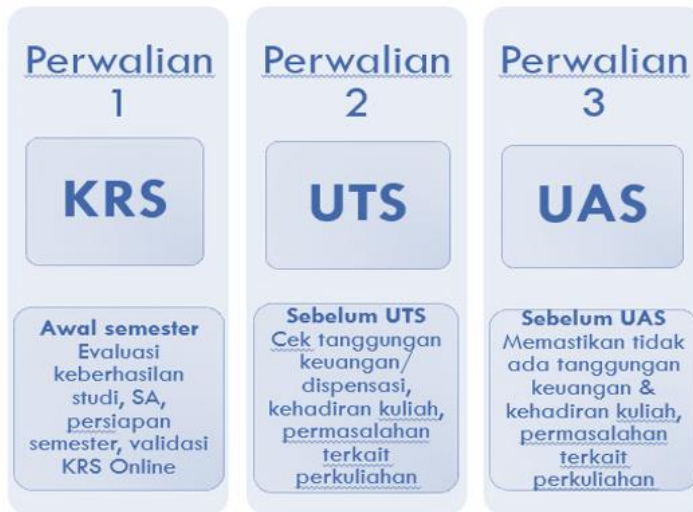 Perwalian
1
KRS
Awal semester
Evaluasi
keberhasilan
studi, SA,
persiapan
semester, validasi
KRS Online
Perwalian
2
UTS
Sebelum UTS
Cek tanggungan
keuangan/
dispensasi,
kehadiran kuliah,
permasalahan
terkait
perkuliahan
Perwalian
3
UAS
Sebelum UAS
Memastikan tidak
ada tanggungan
keuangan &
kehadiran kuliah,
permasalahan
terkait
perkuliahan